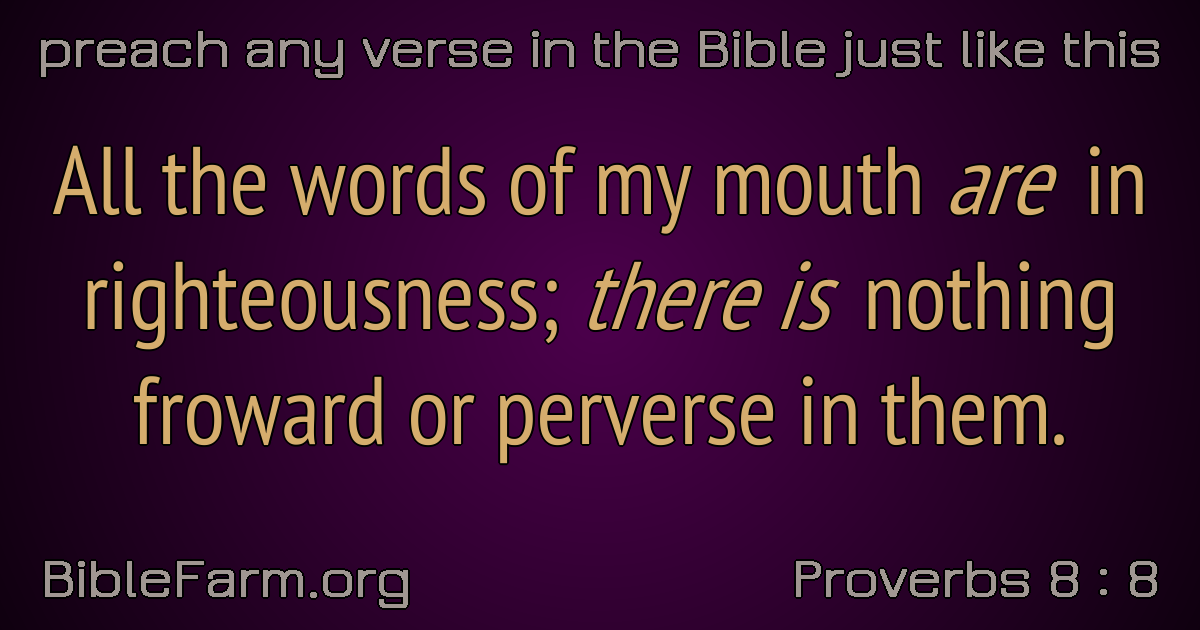 preach any verse in the Bible just like this
All the words of my mouth are in
righteousness; there is nothing
froward or perverse in them.
BibleFarm.org
Proverbs 8 : 8